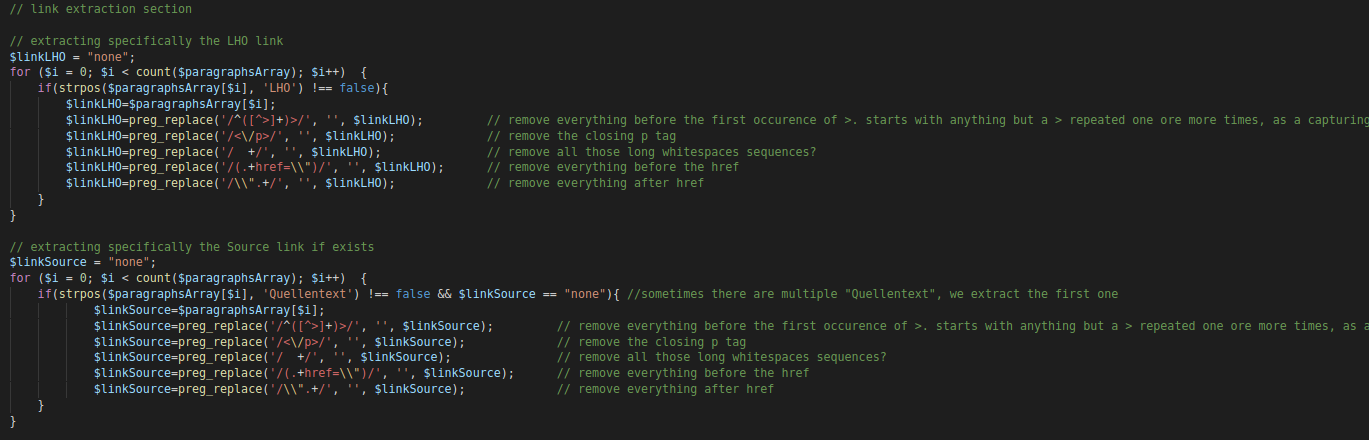 // link extraction section
// extracting specifically the LHO link
$linkLHO = "none";
for ($i = 0; $i < count($paragraphsArray); $i++)  {
    if(strpos($paragraphsArray[$i], 'LHO') !== false){
        $linkLHO=$paragraphsArray[$i];
        $linkLHO=preg_replace('/^([^>]+)>/', '', $linkLHO);         // remove everything before the first occurence of >. starts with anything but a > repeated one ore more times, as a capturing
        $linkLHO=preg_replace('/<\/p>/', '', $linkLHO);             // remove the closing p tag
        $linkLHO=preg_replace('/  +/', '', $linkLHO);               // remove all those long whitespaces sequences?
        $linkLHO=preg_replace('/(.+href=\\")/', '', $linkLHO);      // remove everything before the href
        $linkLHO=preg_replace('/\\".+/', '', $linkLHO);             // remove everything after href
    }
}
// extracting specifically the Source link if exists
$linkSource = "none";
for ($i = 0; $i < count($paragraphsArray); $i++)  {
    if(strpos($paragraphsArray[$i], 'Quellentext') !== false && $linkSource == "none"){ //sometimes there are multiple "Quellentext", we extract the first one
            $linkSource=$paragraphsArray[$i];
            $linkSource=preg_replace('/^([^>]+)>/', '', $linkSource);         // remove everything before the first occurence of >. starts with anything but a > repeated one ore more times, as
            $linkSource=preg_replace('/<\/p>/', '', $linkSource);             // remove the closing p tag
            $linkSource=preg_replace('/  +/', '', $linkSource);               // remove all those long whitespaces sequences?
            $linkSource=preg_replace('/(.+href=\\")/', '', $linkSource);      // remove everything before the href
            $linkSource=preg_replace('/\\".+/', '', $linkSource);             // remove everything after href
    }
}